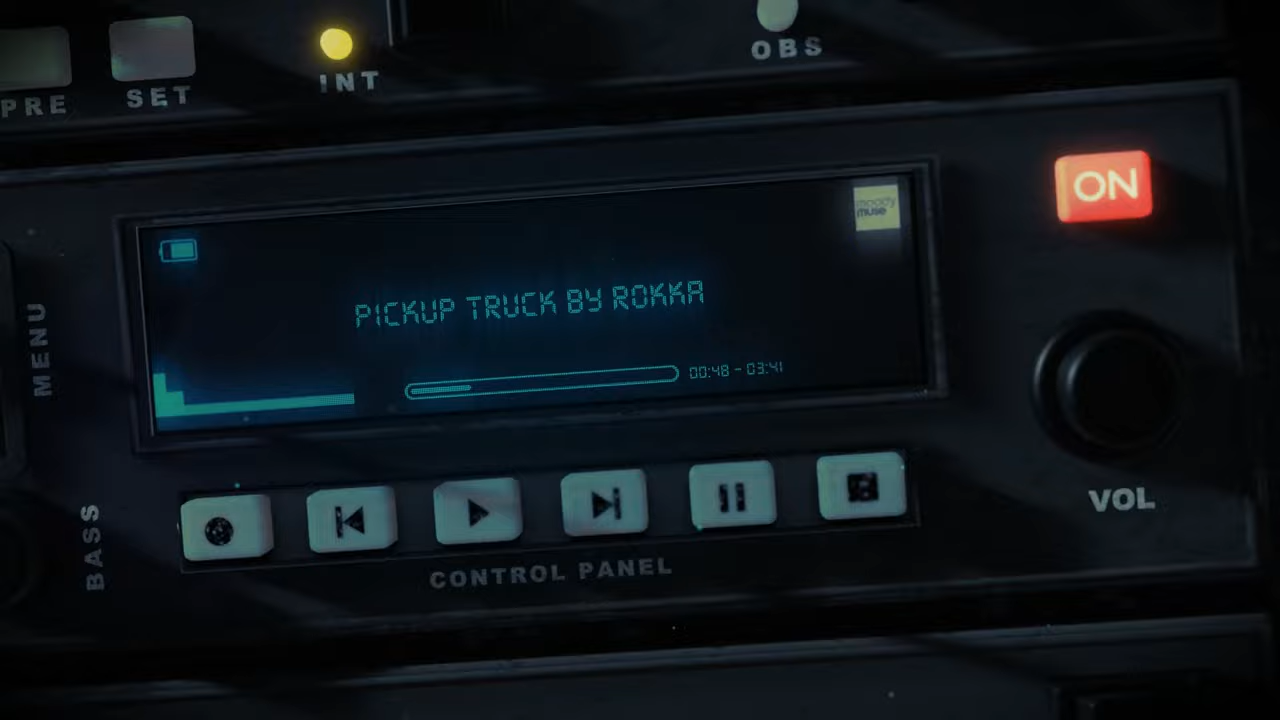 PRE
SET
INT
OBS
ON
moody
muse
PICKUP TRUCK BY ROKKA
00:48 - 03:41
MENU
BASS
VOL
CONTROL PANEL